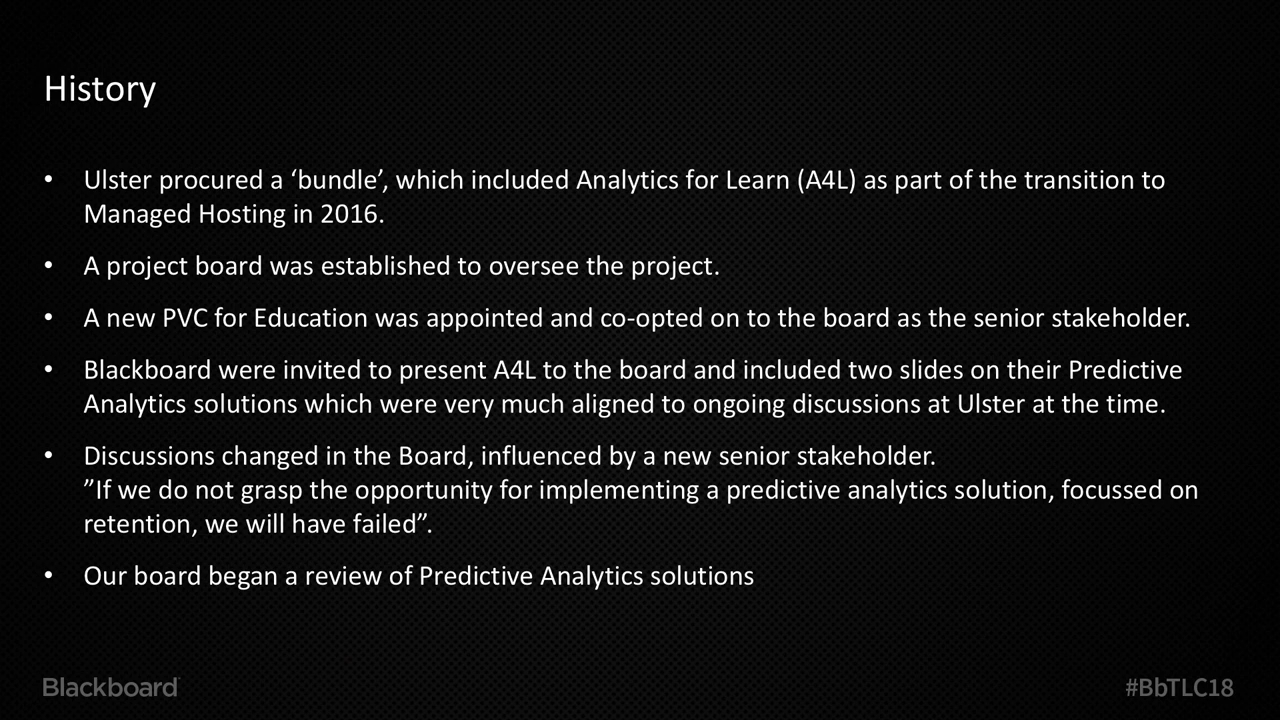 History
• Ulster procured a ‘bundle’, which included Analytics for Learn (A4L) as part of the transition to
Managed Hosting in 2016.
• A project board was established to oversee the project.
• A new PVC for Education was appointed and co-opted on to the board as the senior stakeholder.
• Blackboard were invited to present A4L to the board and included two slides on their Predictive
Analytics solutions which were very much aligned to ongoing discussions at Ulster at the time.
• Discussions changed in the Board, influenced by a new senior stakeholder.
”If we do not grasp the opportunity for implementing a predictive analytics solution, focussed on
retention, we will have failed”.
• Our board began a review of Predictive Analytics solutions
Blackboard
#BbTLC18